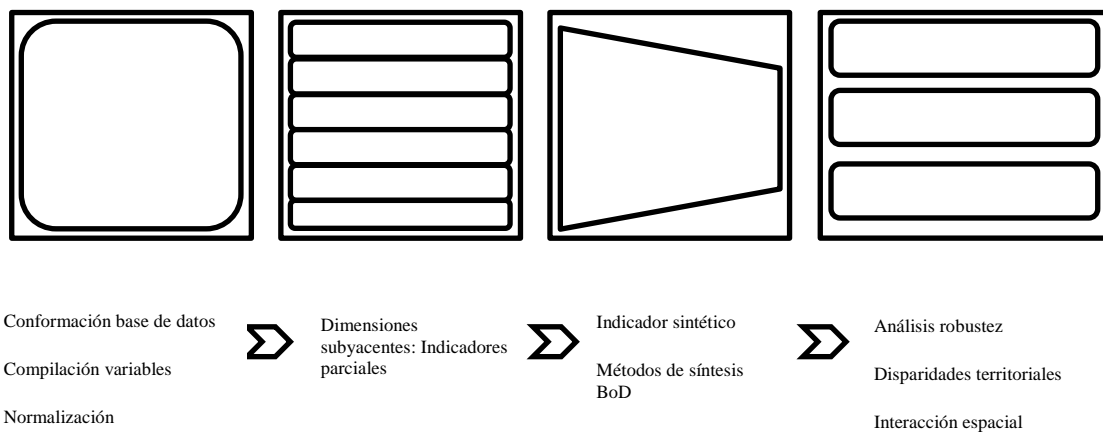 Conformación base de datos
Compilación variables
Normalización
Dimensiones
subyacentes: Indicadores
parciales
Indicador sintético
Métodos de síntesis
BoD
Análisis robustez
Disparidades territoriales
Interacción espacial